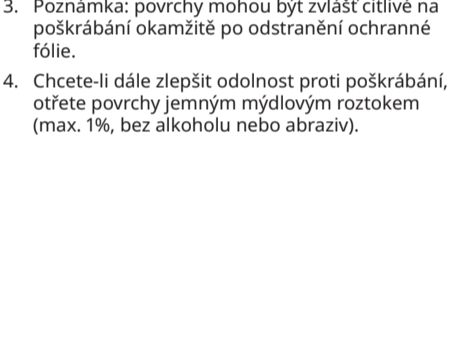 3. Poznámka: povrchy mohou být zvlášť citlivé na
poškrábání okamžitě po odstranění ochranné
fólie.
4. Chcete-li dále zlepšit odolnost proti poškrábání,
otřete povrchy jemným mýdlovým roztokem
(max. 1%, bez alkoholu nebo abraziv).